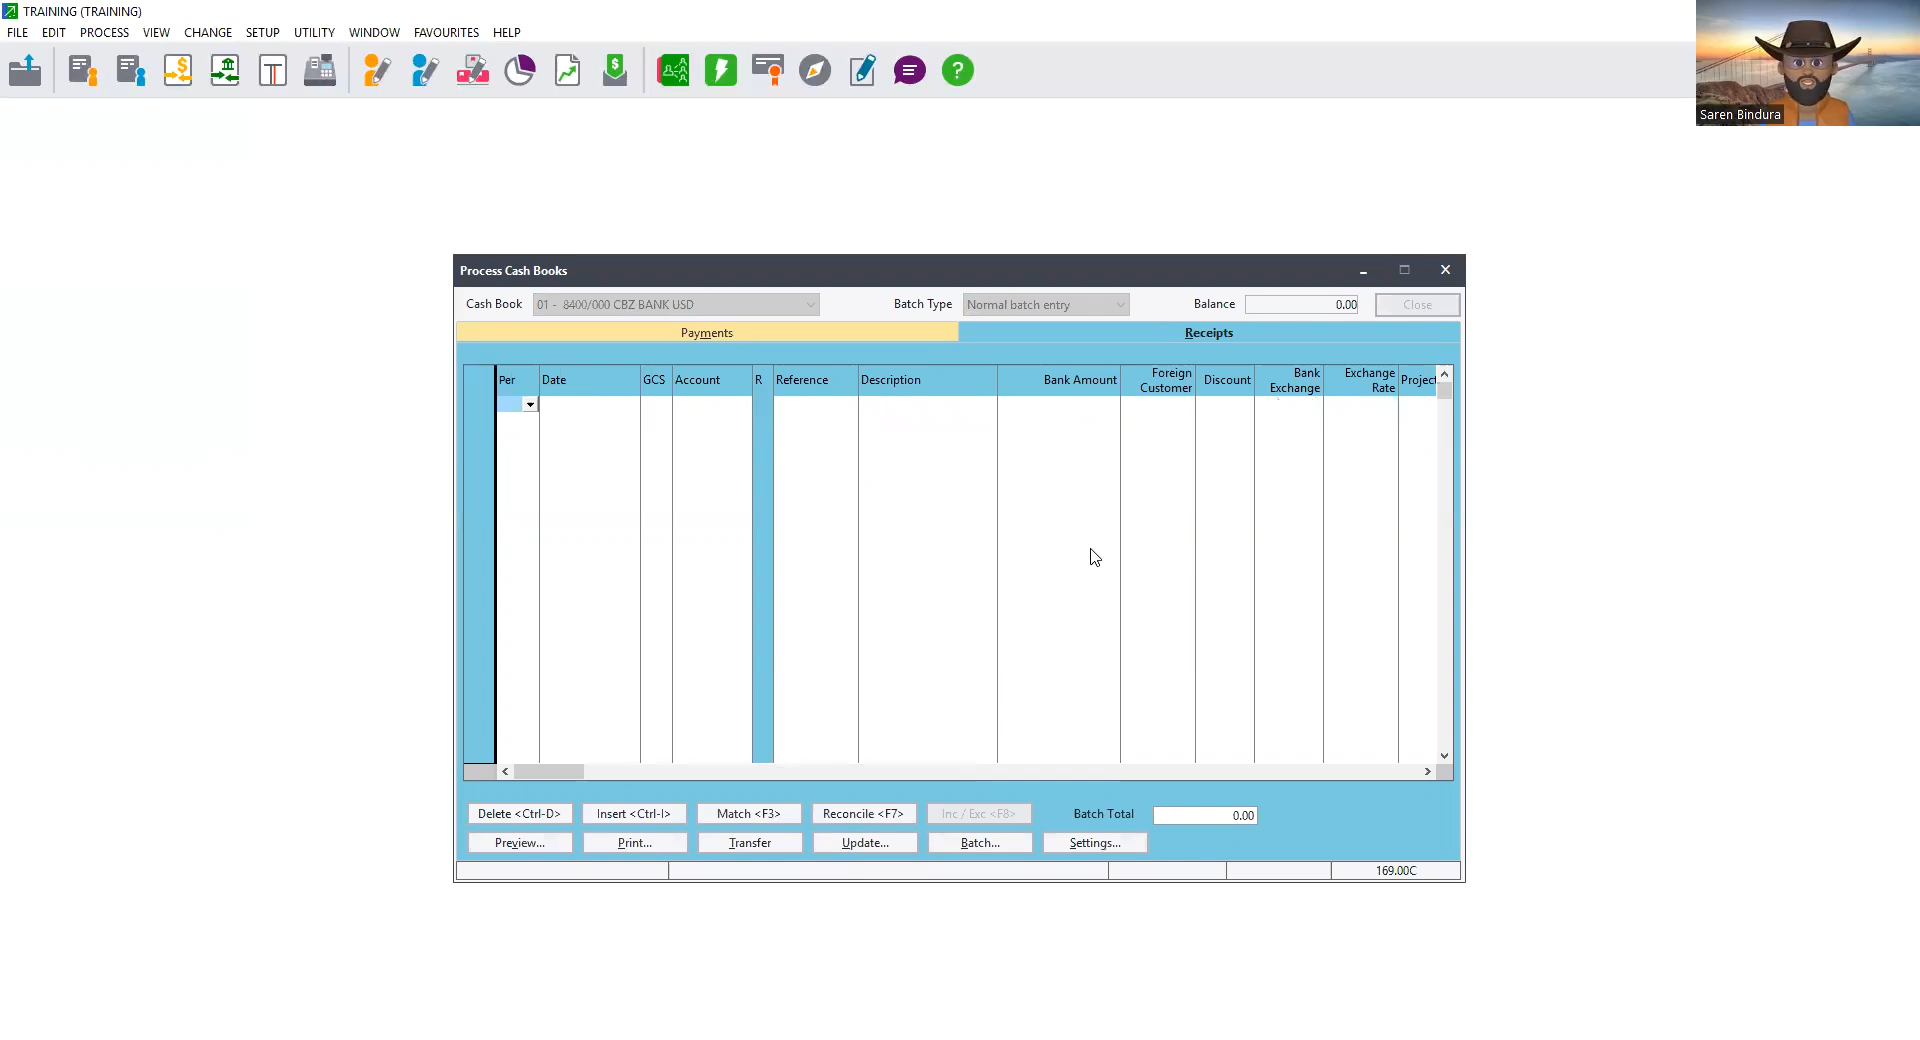 TRAINING (TRAINING)
FILE EDIT PROCESS VIEW CHANGE SETUP UTILITY WINDOW FAVOURITES HELP
Saren Bindura
Process Cash Books
Cash Book 01 - 8400/000 CBZ BANK USD Batch Type Normal batch entry Balance 0.00 Close
Payments Receipts
Per Date GCS Account R Reference Description Bank Amount Foreign Customer Discount Bank Exchange Exchange Rate Project
Delete <Ctrl-D> Insert <Ctrl-I> Match <F3> Reconcile <F7> Inc / Exc <F8> Batch Total 0.00
Preview... Print... Transfer Update... Batch... Settings...
169.00C